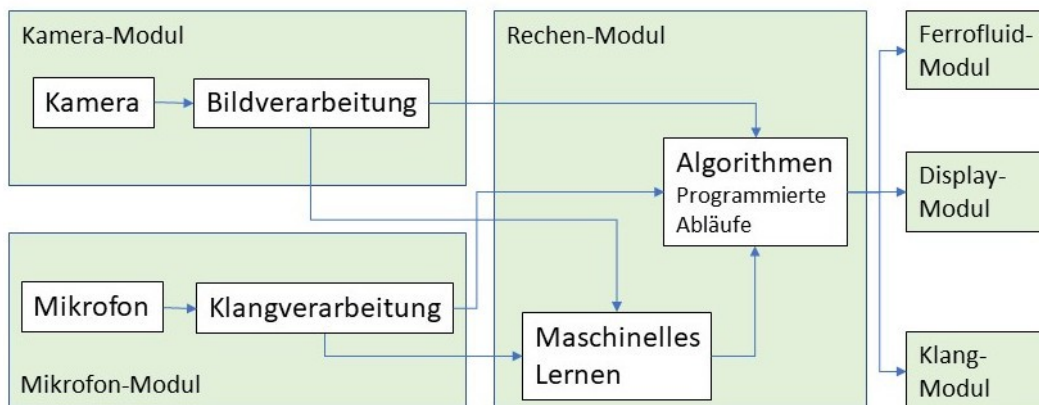 Kamera-Modul
Kamera
Bildverarbeitung
Mikrofon
Klangverarbeitung
Mikrofon-Modul
Rechen-Modul
Algorithmen
Programmierte
Abläufe
Maschinelles
Lernen
Ferrofluid-
Modul
Display-
Modul
Klang-
Modul